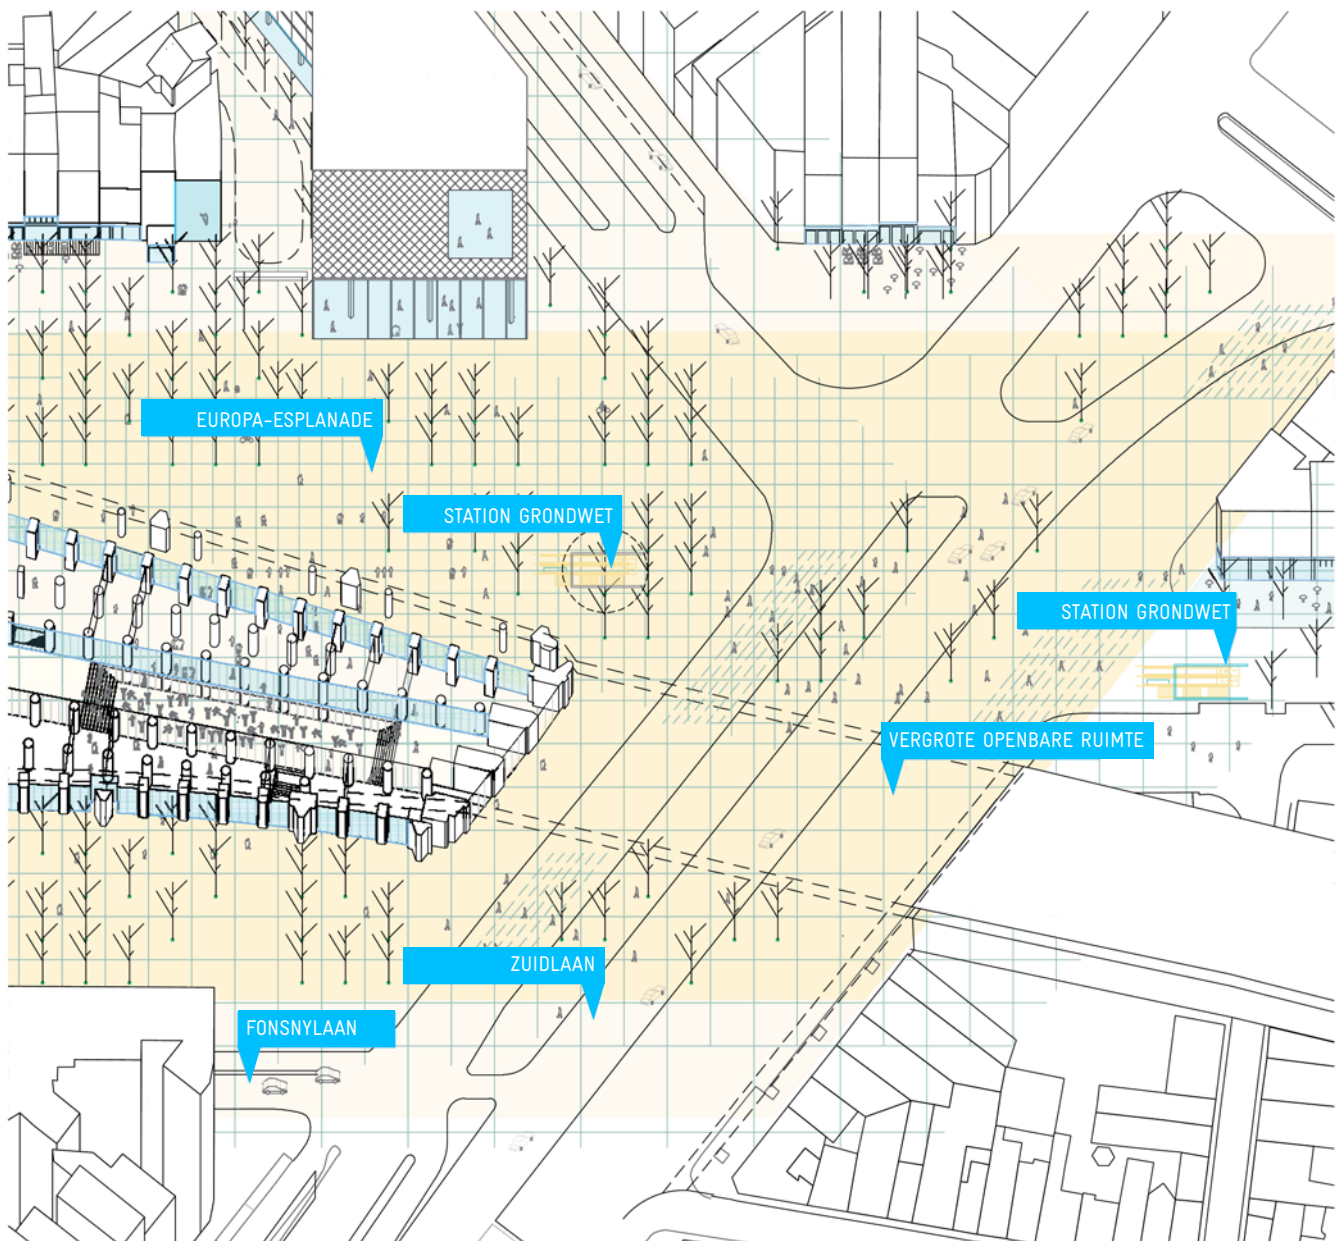 EUROPA-ESPLANADE
STATION GRONDWET
STATION GRONDWET
VERGROTE OPENBARE RUIMTE
ZUIDLAAN
FONSNYLAAN